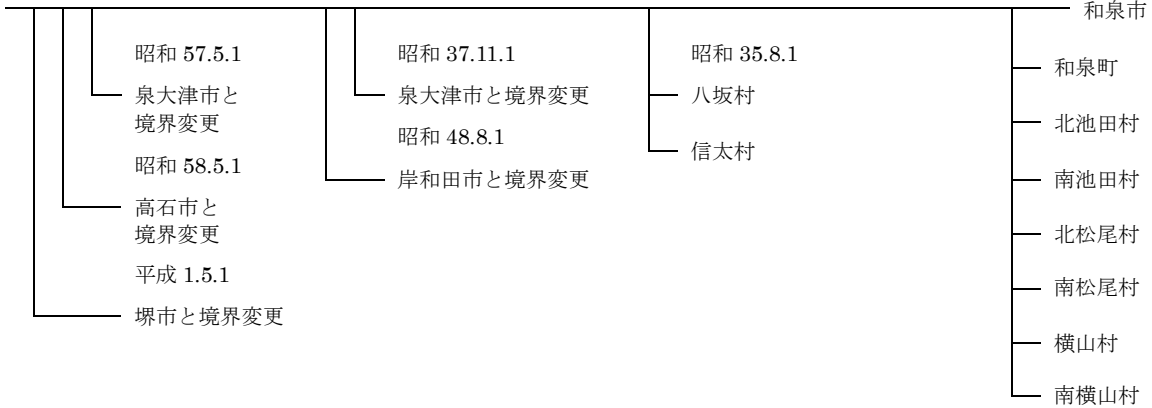 和泉市
昭和 57.5.1
泉大津市と
境界変更
昭和 58.5.1
高石市と
境界変更
平成 1.5.1
堺市と境界変更
昭和 37.11.1
泉大津市と境界変更
昭和 48.8.1
岸和田市と境界変更
昭和 35.8.1
八坂村
信太村
和泉町
北池田村
南池田村
北松尾村
南松尾村
横山村
南横山村